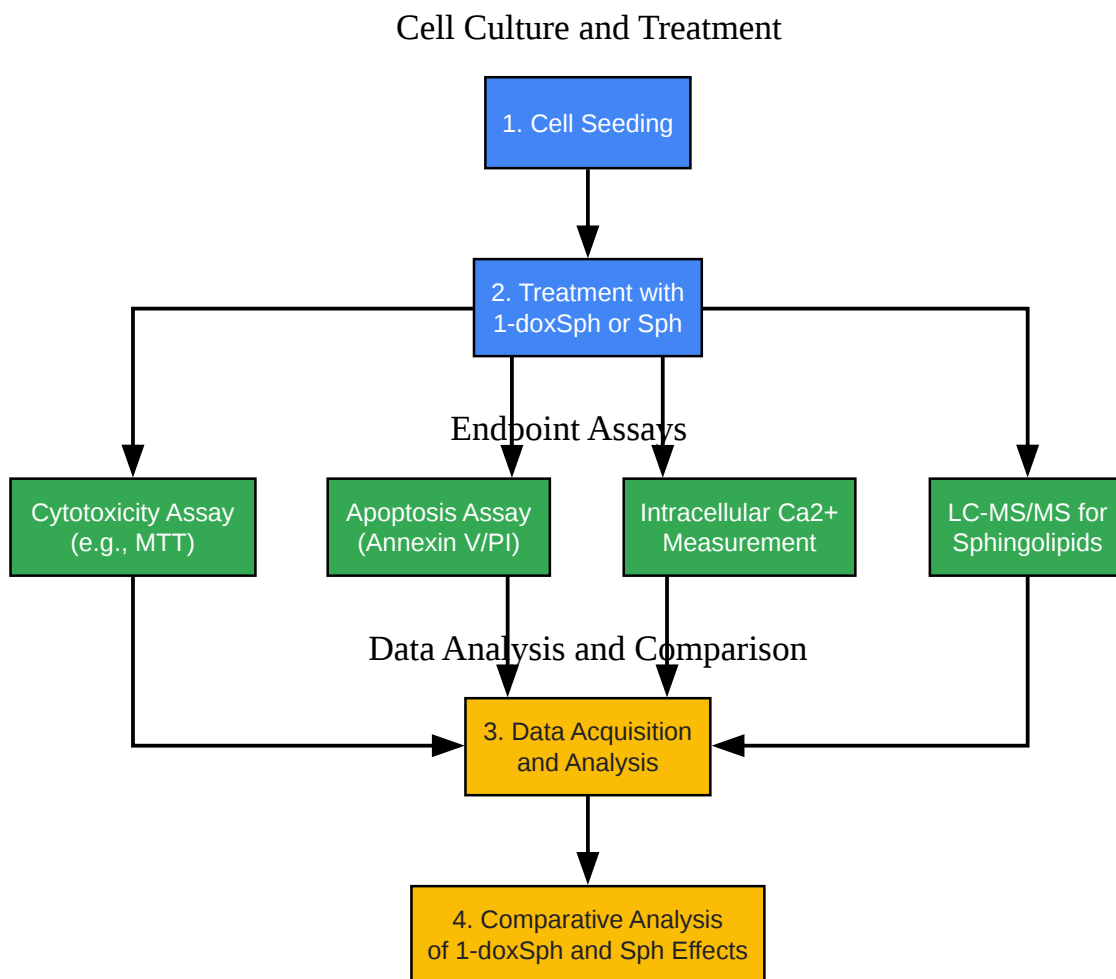 Cell Culture and Treatment
1. Cell Seeding
2. Treatment with
1-doxSph or Sph
Endpoint Assays
Cytotoxicity Assay
(e.g., MTT)
Apoptosis Assay
(Annexin V/PI)
Intracellular Ca2+
Measurement
LC-MS/MS for
Sphingolipids
Data Analysis and Comparison
3. Data Acquisition
and Analysis
4. Comparative Analysis
of 1-doxSph and Sph Effects